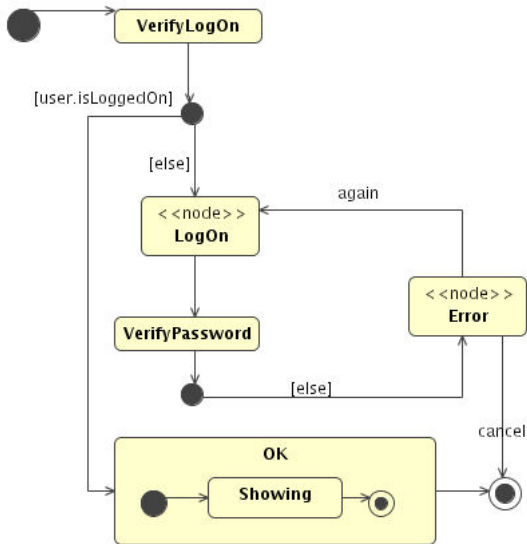 VerifyLogOn
[user.isLoggedOn]
[else]
again
<<node>>
LogOn
<<node>>
Error
VerifyPassword
[else]
cancel
OK
Showing